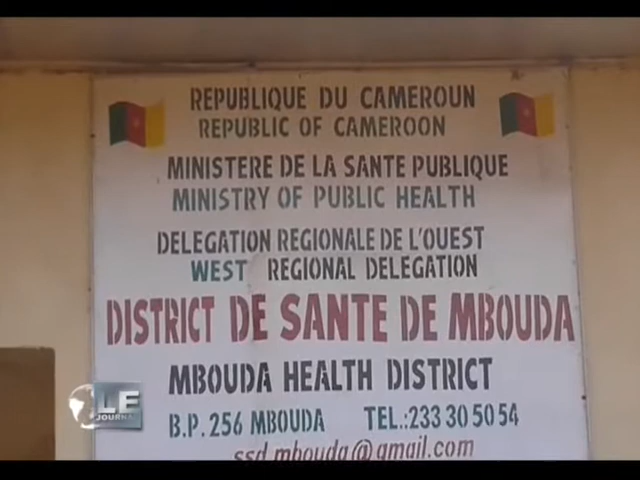 REPUBLIQUE DU CAMEROUN
REPUBLIC OF CAMEROON
MINISTERE DE LA SANTE PUBLIQUE
MINISTRY OF PUBLIC HEALTH
DELEGATION REGIONALE DE L'OUEST
WEST REGIONAL DELEGATION
DISTRICT DE SANTE DE MBOUDA
MBOUDA HEALTH DISTRICT
B.P. 256 MBOUDA TEL.:233 30 50 54
ssd.mbouda@gmail.com
LE
JOURNAL